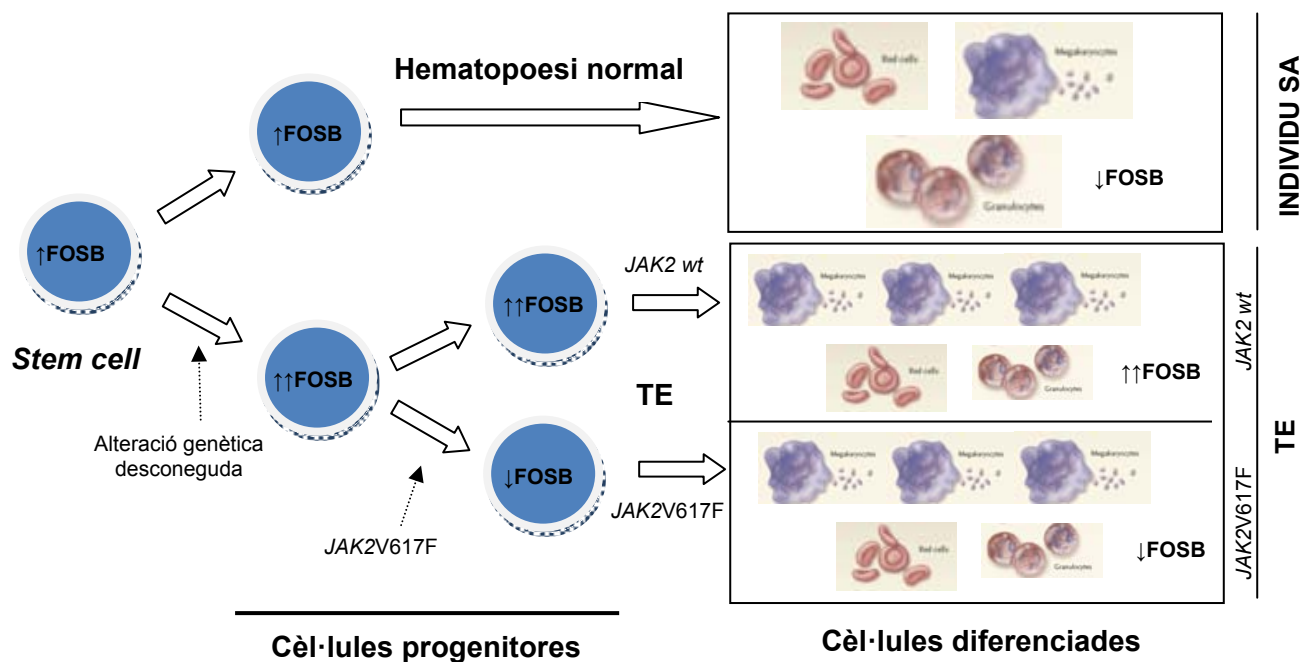 Hematopoesi normal
↑FOSB
↑FOSB
Stem cell
Alteració genètica
desconeguda
↑↑FOSB
JAK2V617F
↑↑FOSB
↓FOSB
JAK2 wt
TE
JAK2V617F
Red cells
Megakaryocytes
Granulocytes
↓FOSB
INDIVIDU SA
Megakaryocytes
Megakaryocytes
Megakaryocytes
Red cells
Granulocytes
↑↑FOSB
JAK2 wt
Megakaryocytes
Megakaryocytes
Megakaryocytes
Red cells
Granulocytes
↓FOSB
JAK2V617F
TE
Cèl·lules progenitores
Cèl·lules diferenciades